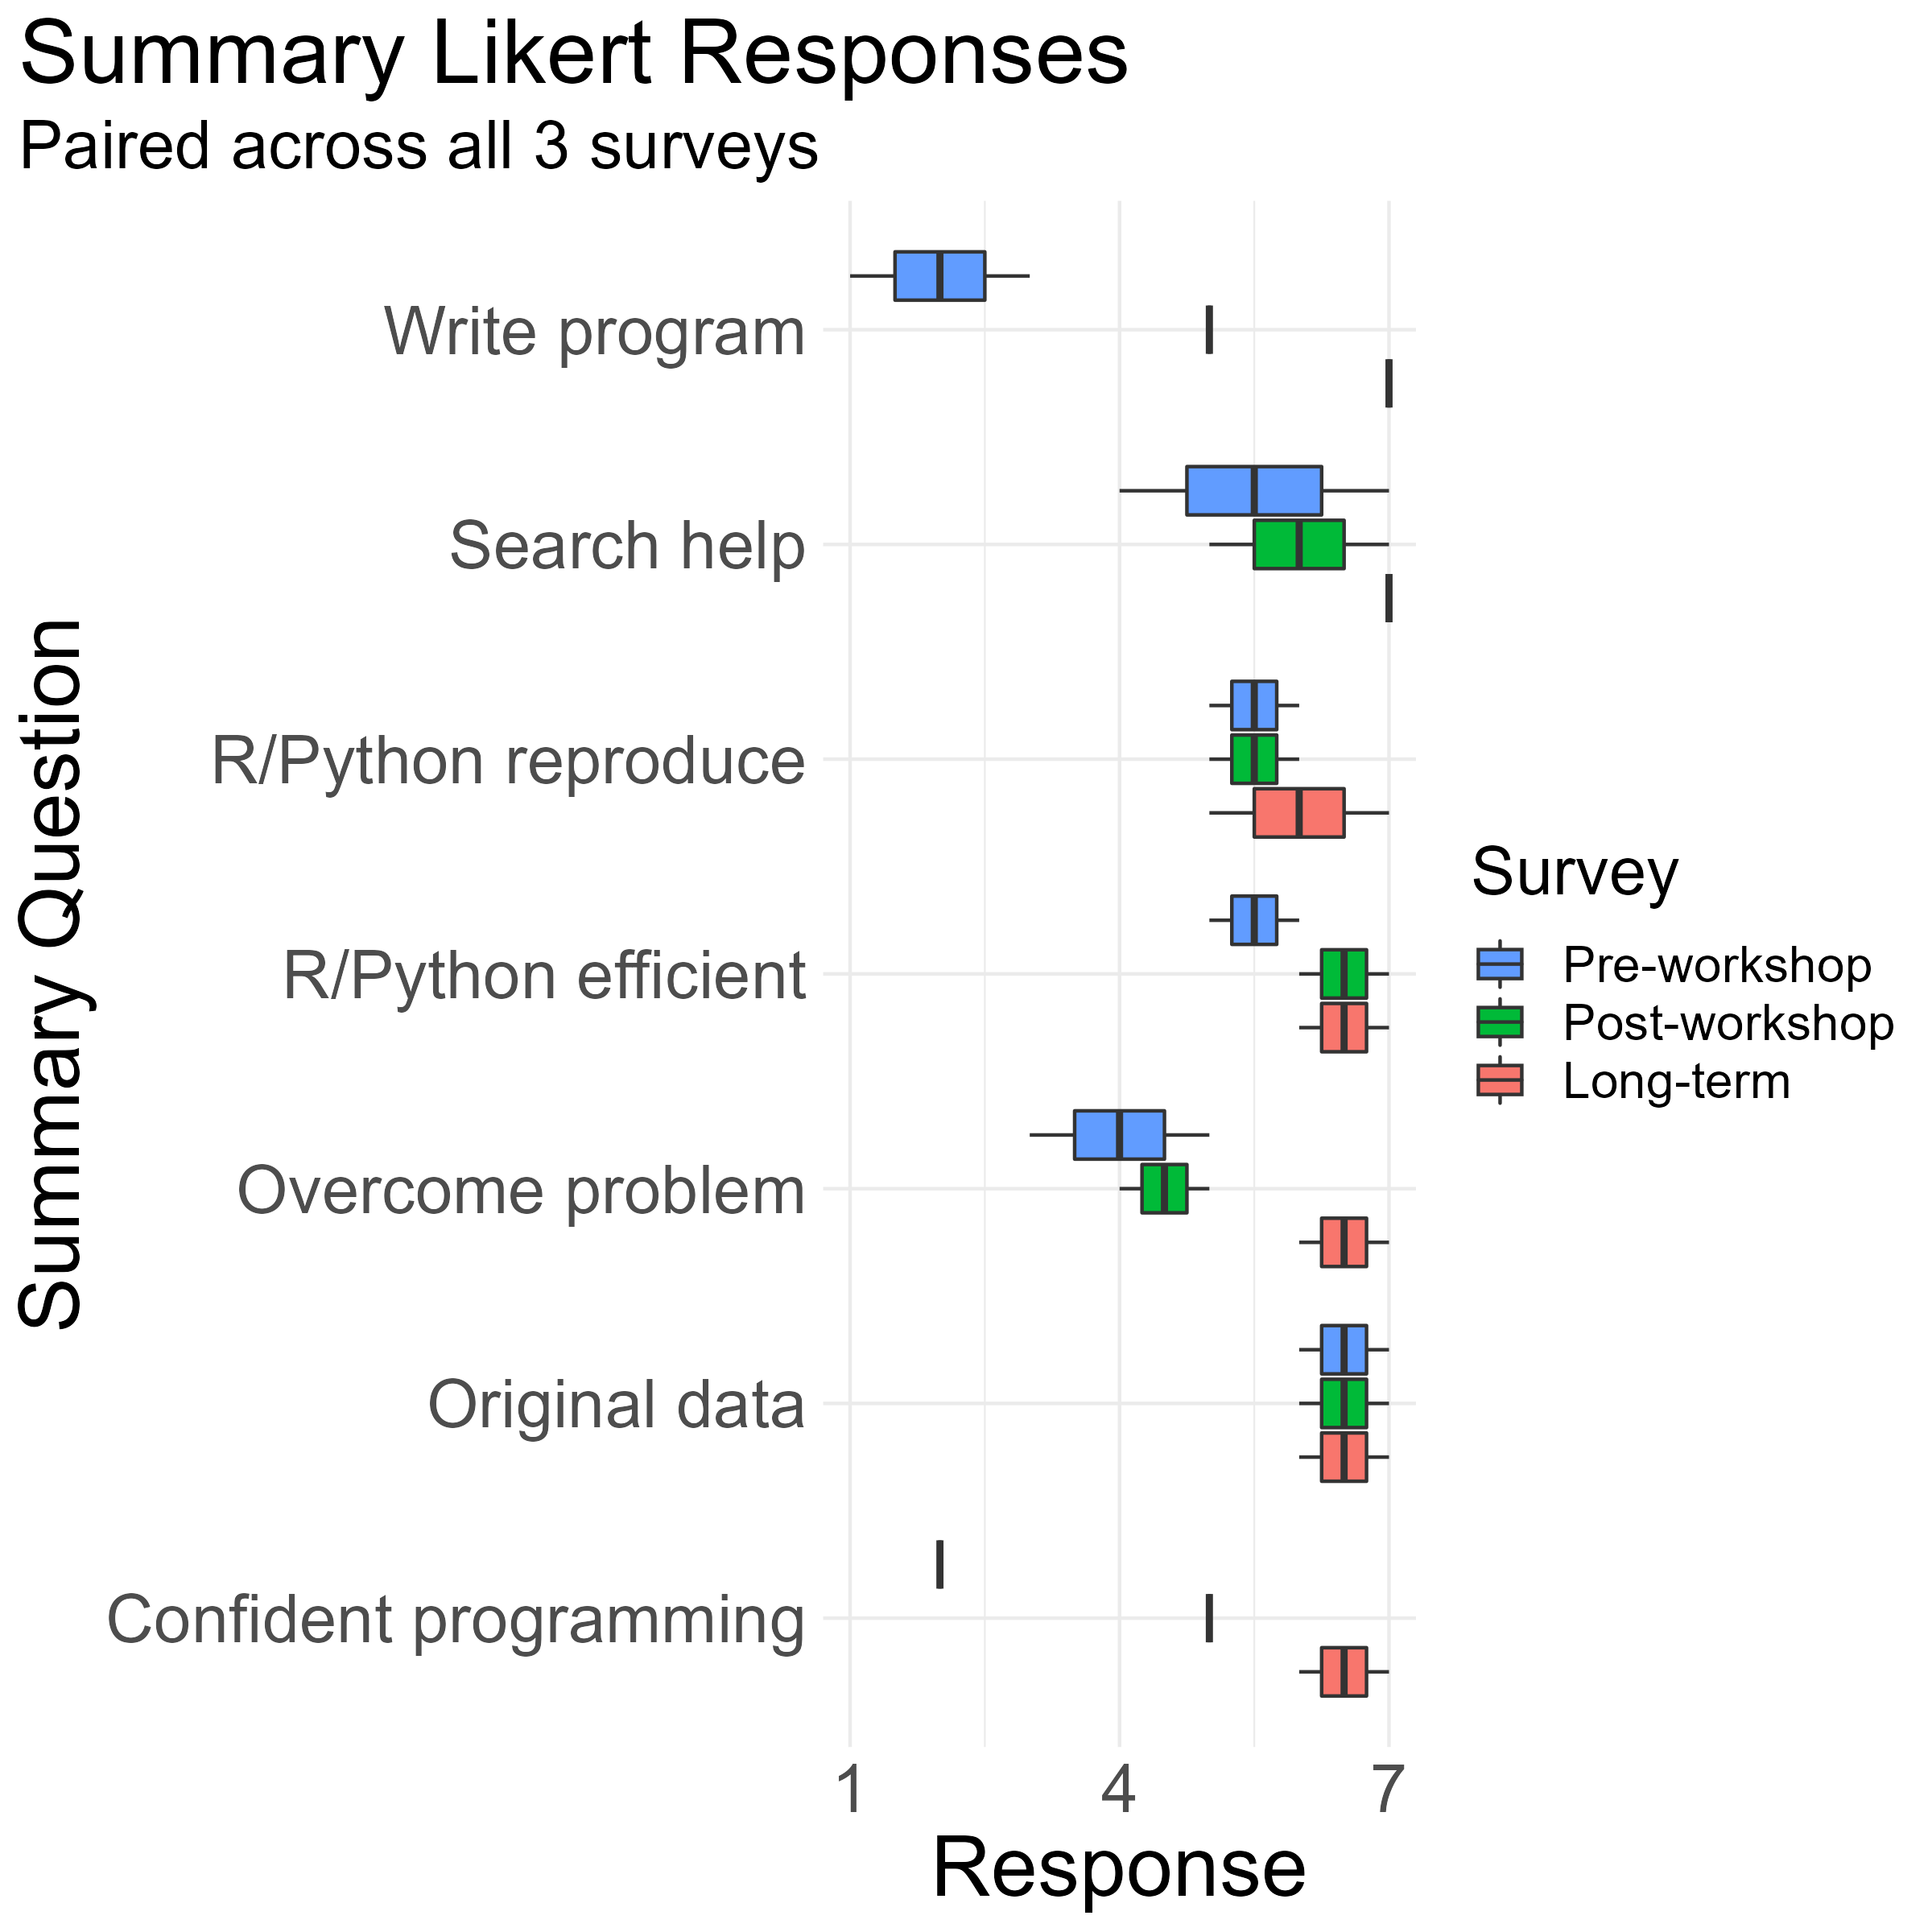 Summary Likert Responses
Paired across all 3 surveys
Summary Question
Write program
Search help
R/Python reproduce
R/Python efficient
Overcome problem
Original data
Confident programming
1 4 7
Response
Survey
Pre-workshop
Post-workshop
Long-term